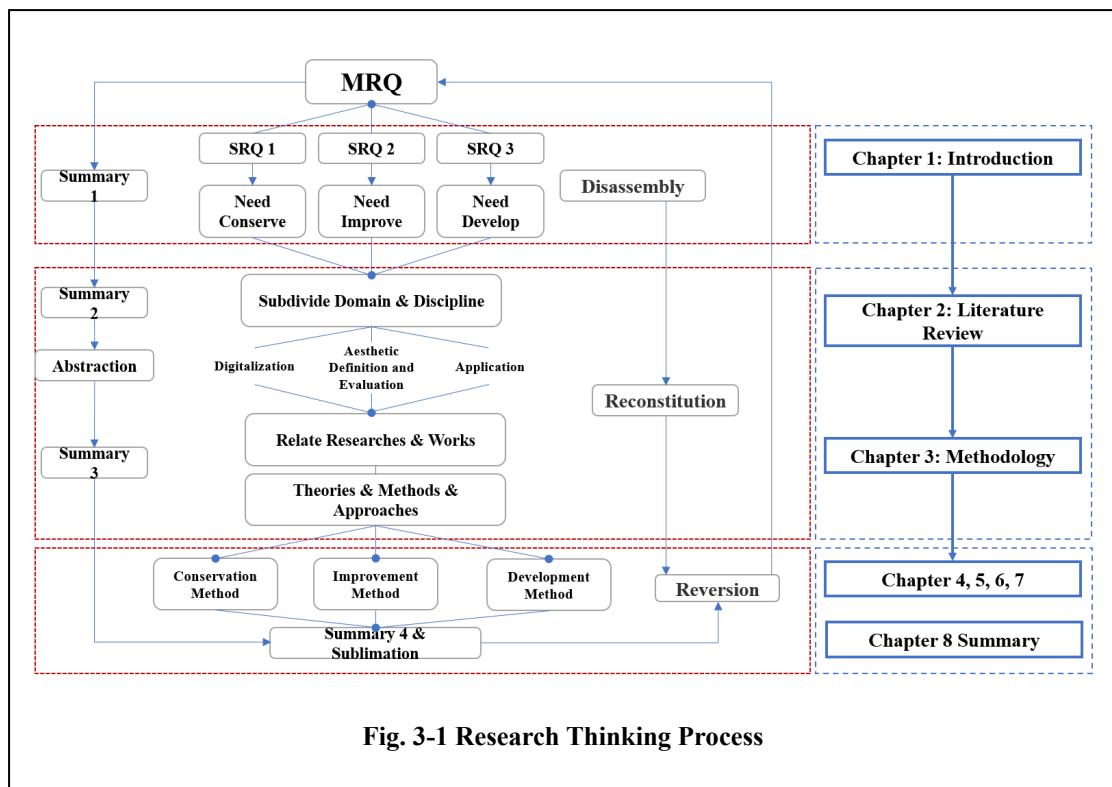 MRQ
SRQ 1
SRQ 2
SRQ 3
Summary
1
Need
Conserve
Need
Improve
Need
Develop
Disassembly
Chapter 1: Introduction
Summary
2
Subdivide Domain & Discipline
Abstraction
Digitalization
Aesthetic
Definition and
Evaluation
Application
Reconstitution
Chapter 2: Literature
Review
Summary
3
Relate Researches & Works
Theories & Methods &
Approaches
Chapter 3: Methodology
Conservation
Method
Improvement
Method
Development
Method
Reversion
Summary 4 &
Sublimation
Chapter 4, 5, 6, 7
Chapter 8 Summary
Fig. 3-1 Research Thinking Process